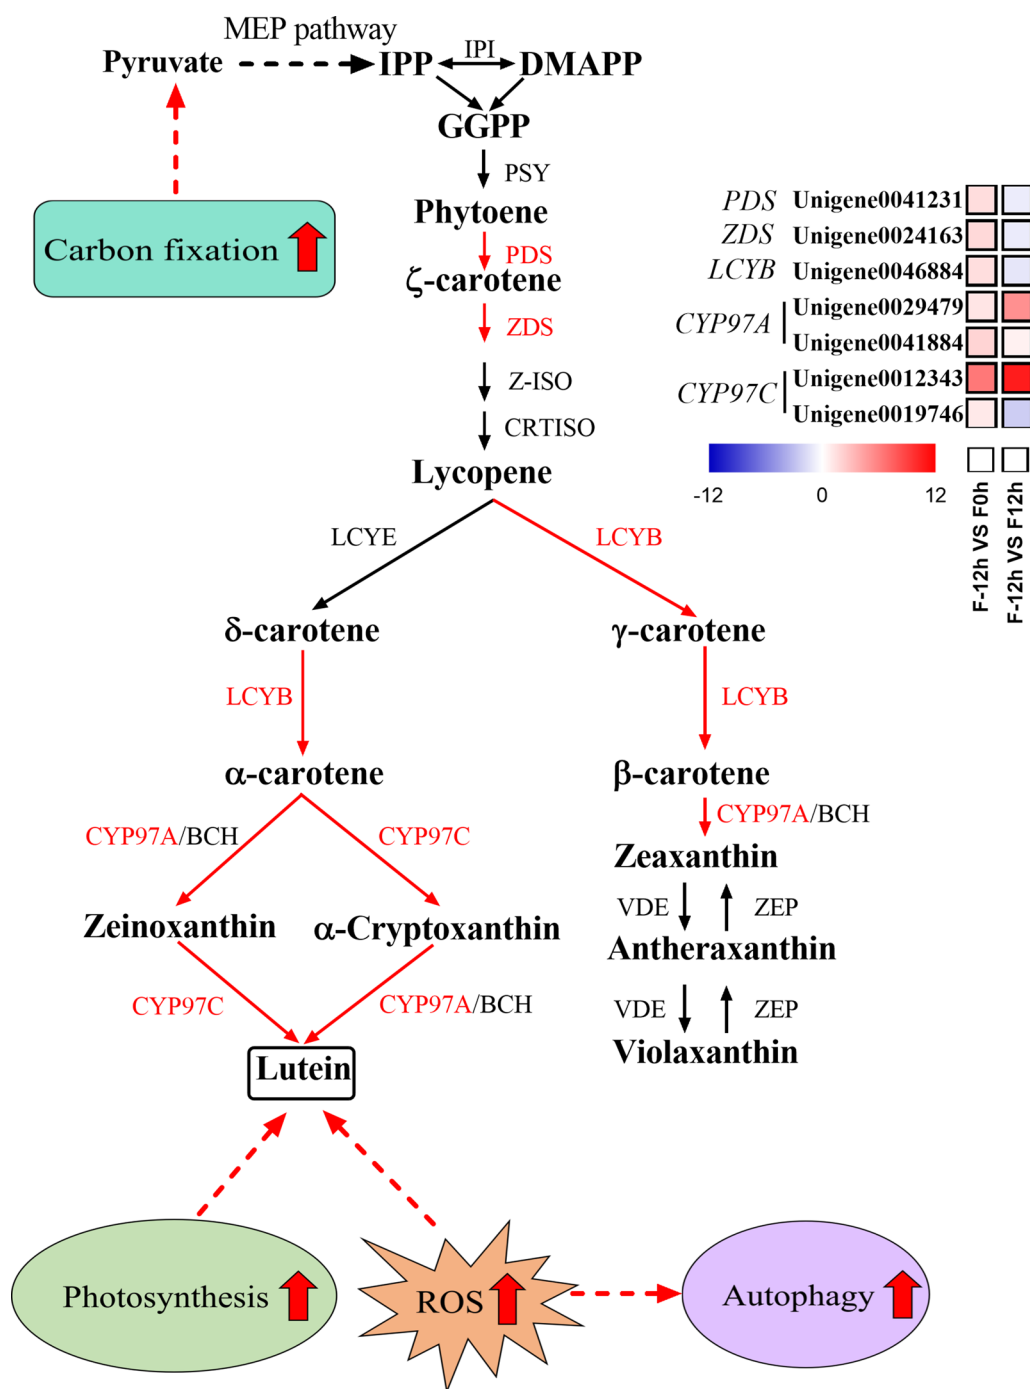 MEP pathway
Pyruvate
IPP
IPI
DMAPP
GGPP
PSY
Phytoene
PDS
ζ-carotene
ZDS
Z-ISO
CRTISO
Lycopene
Carbon fixation
PDS Unigene0041231
ZDS Unigene0024163
LCYB Unigene0046884
CYP97A
Unigene0029479
Unigene0041884
CYP97C
Unigene0012343
Unigene0019746
-12 0 12
F-12h VS F0h
F-12h VS F12h
LCYE
LCYB
δ-carotene
γ-carotene
LCYB
LCYB
α-carotene
β-carotene
CYP97A/BCH
CYP97C
CYP97A/BCH
Zeaxanthin
VDE
ZEP
Zeinoxanthin
α-Cryptoxanthin
Antheraxanthin
CYP97C
CYP97A/BCH
VDE
ZEP
Lutein
Violaxanthin
Photosynthesis
ROS
Autophagy